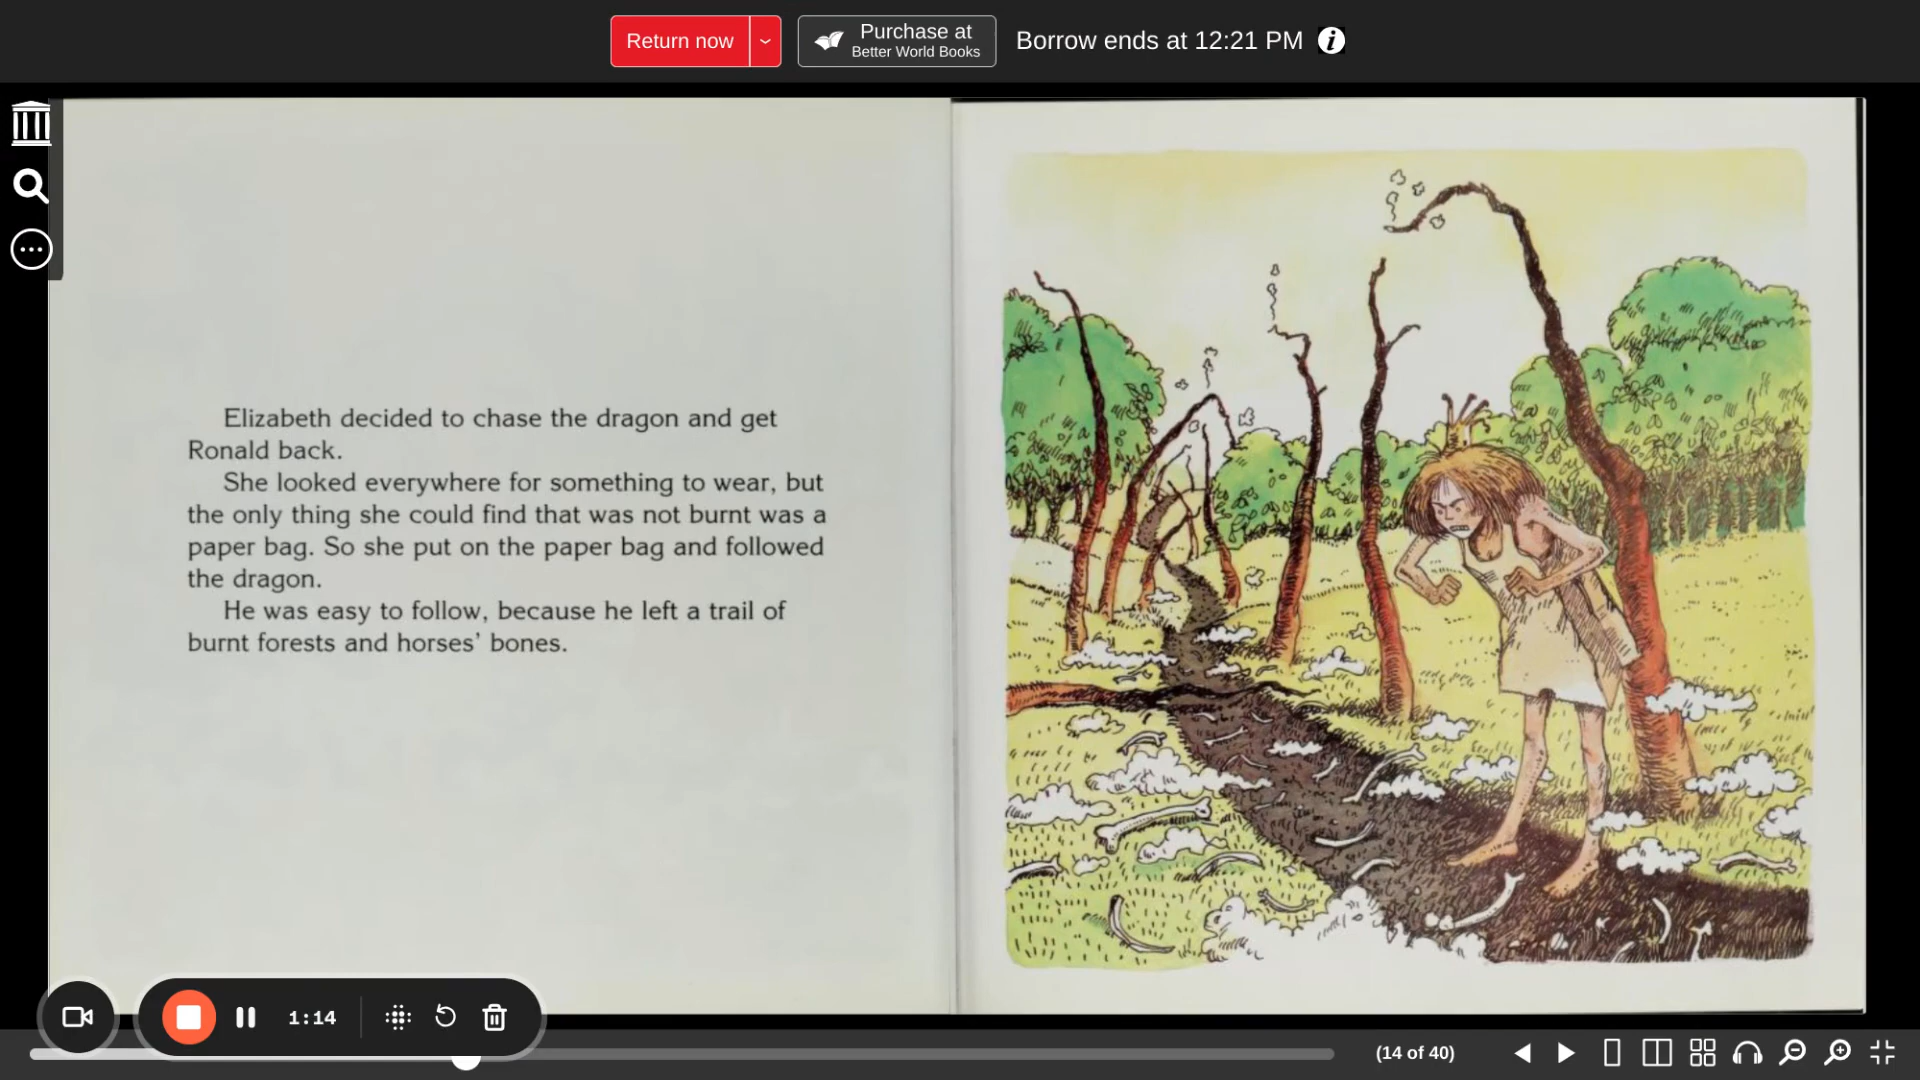 Return now
Purchase at
Better World Books
Borrow ends at 12:21 PM
Elizabeth decided to chase the dragon and get
Ronald back.
She looked everywhere for something to wear, but
the only thing she could find that was not burnt was a
paper bag. So she put on the paper bag and followed
the dragon.
He was easy to follow, because he left a trail of
burnt forests and horses' bones.
1:14
(14 of 40)